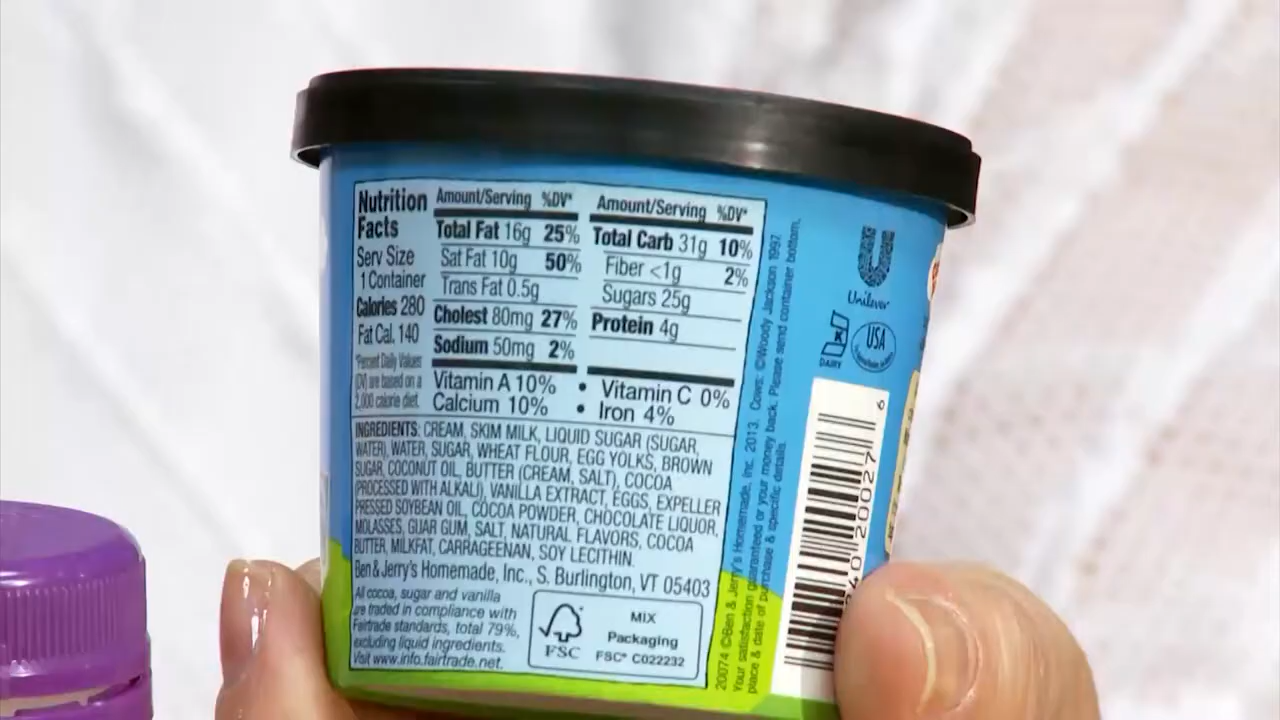 Nutrition
Facts
Serv Size
1 Container
Calories 280
Fat Cal. 140
*Percent Daily Values
(DV) are based on a
2,000 calorie diet.
Amount/Serving %DV*
Total Fat 16g 25%
Sat Fat 10g 50%
Trans Fat 0.5g
Cholest 80mg 27%
Sodium 50mg 2%
Amount/Serving %DV*
Total Carb 31g 10%
Fiber <1g 2%
Sugars 25g
Protein 4g
Vitamin A 10% • Vitamin C 0%
Calcium 10% • Iron 4%
INGREDIENTS: CREAM, SKIM MILK, LIQUID SUGAR (SUGAR,
WATER), WATER, SUGAR, WHEAT FLOUR, EGG YOLKS, BROWN
SUGAR, COCONUT OIL, BUTTER (CREAM, SALT), COCOA
(PROCESSED WITH ALKALI), VANILLA EXTRACT, EGGS, EXPELLER
PRESSED SOYBEAN OIL, COCOA POWDER, CHOCOLATE LIQUOR,
MOLASSES, GUAR GUM, SALT, NATURAL FLAVORS, COCOA
BUTTER, MILKFAT, CARRAGEENAN, SOY LECITHIN.
Ben & Jerry's Homemade, Inc., S. Burlington, VT 05403
All cocoa, sugar and vanilla
are traded in compliance with
Fairtrade standards, total 79%,
excluding liquid ingredients.
Visit www.info.fairtrade.net.
FSC
MIX
Packaging
FSC® C022232
20074 ©Ben & Jerry's Homemade, Inc. 2013. Cows: ©Woody Jackson 1997.
Your satisfaction guaranteed or your money back. Please send container bottom,
place & date of purchase & specific details.
Unilever
DAIRY
USA
40 20027 6